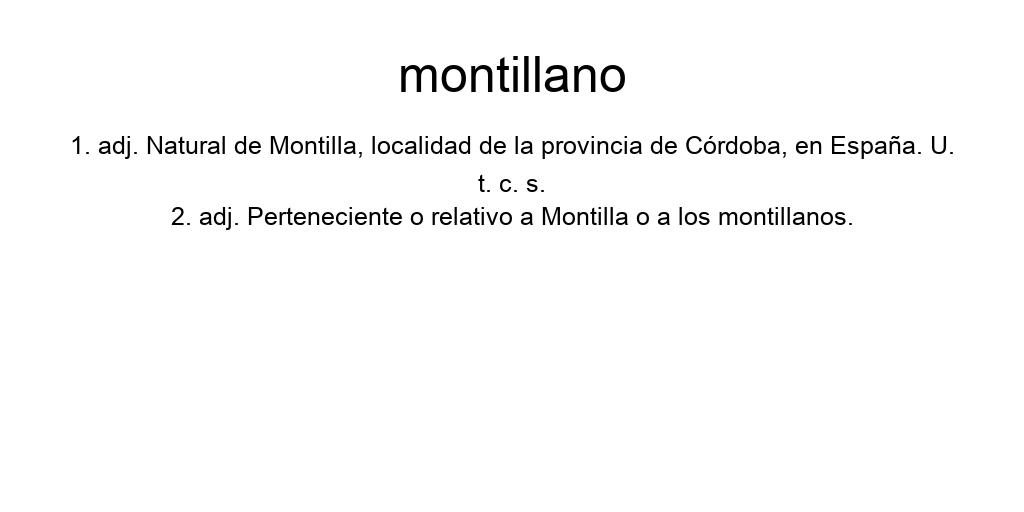 montillano
1. adj. Natural de Montilla, localidad de la provincia de Córdoba, en España. U.
t. c. s.
2. adj. Perteneciente o relativo a Montilla o a los montillanos.